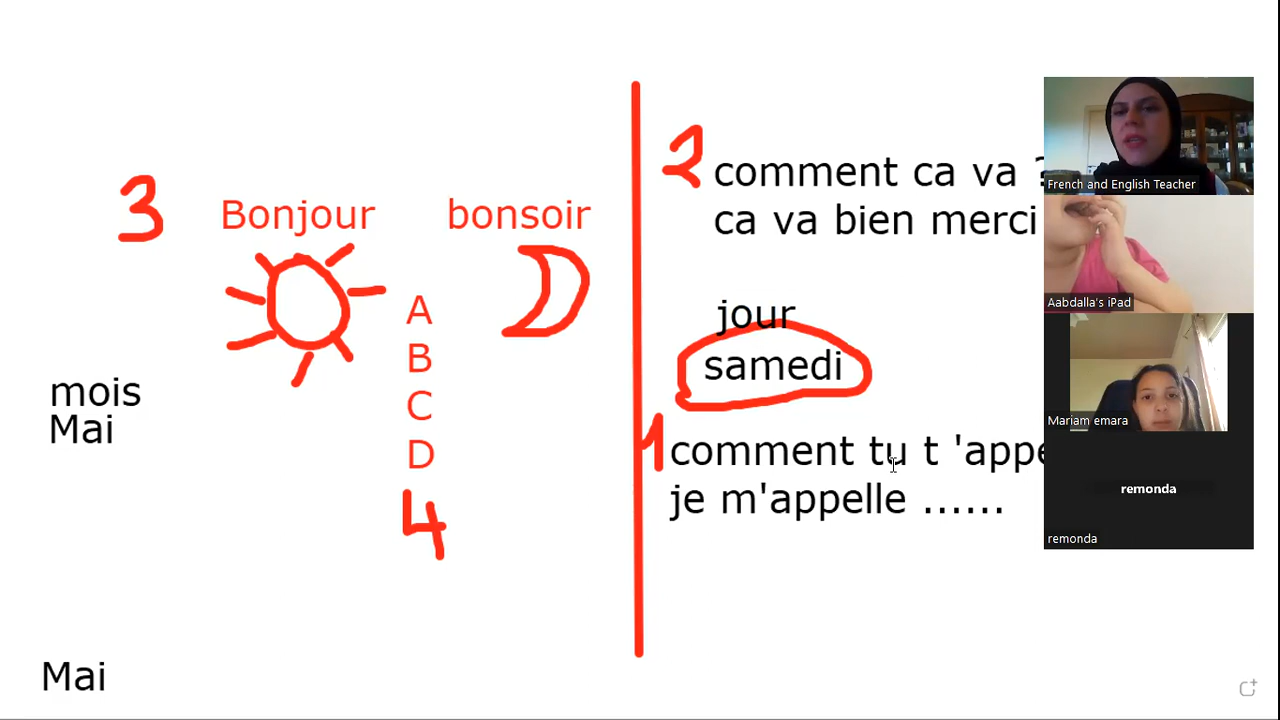 3
Bonjour bonsoir
A
B
C
D
4
mois
Mai
Mai
2
comment ca va ?
ca va bien merci
jour
samedi
1
comment tu t 'appe
je m'appelle ......
French and English Teacher
Aabdalla's iPad
Mariam emara
remonda
remonda